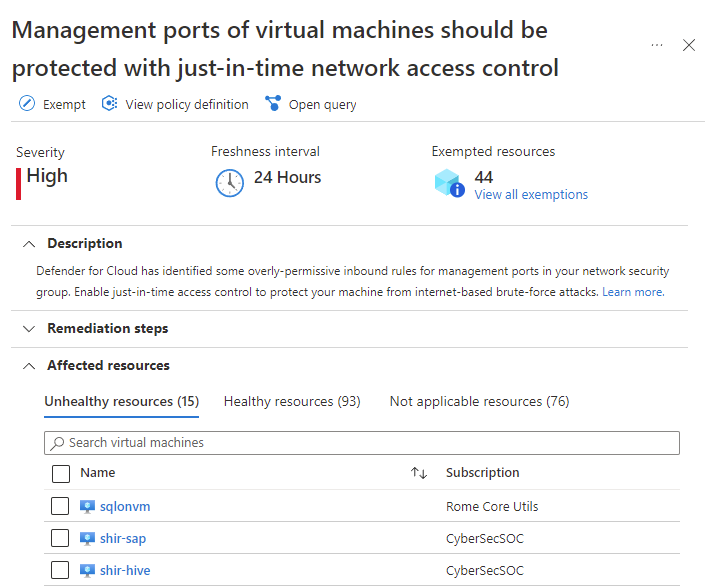 Management ports of virtual machines should be
protected with just-in-time network access control
Exempt View policy definition Open query
Severity Freshness interval Exempted resources
High 24 Hours 44
View all exemptions
Description
Defender for Cloud has identified some overly-permissive inbound rules for management ports in your network security
group. Enable just-in-time access control to protect your machine from internet-based brute-force attacks. Learn more.
Remediation steps
Affected resources
Unhealthy resources (15) Healthy resources (93) Not applicable resources (76)
Search virtual machines
Name Subscription
sqlonvm Rome Core Utils
shir-sap CyberSecSOC
shir-hive CyberSecSOC